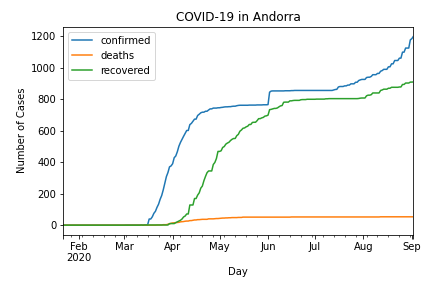 COVID-19 in Andorra
confirmed
deaths
recovered
Number of Cases
1200
1000
800
600
400
200
0
Feb Mar Apr May Jun Jul Aug Sep
2020
Day